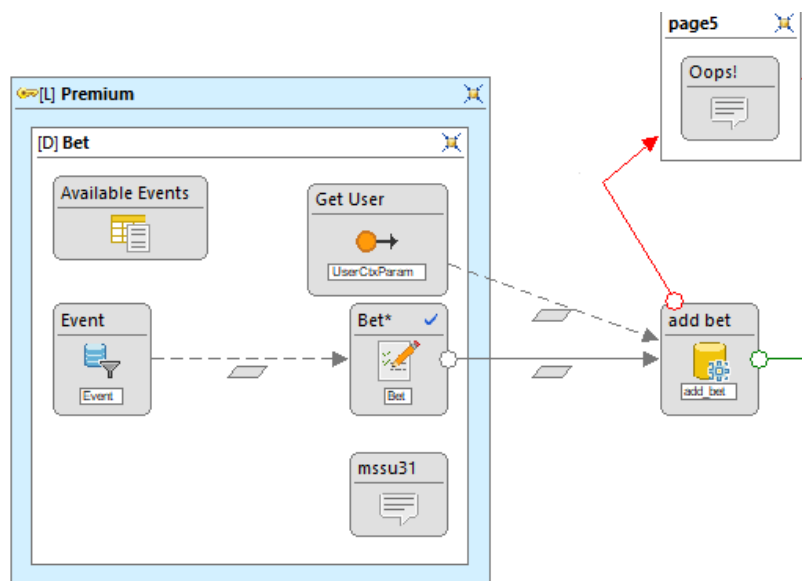 page5
Oops!
[L] Premium
[D] Bet
Available Events
Get User
UserCtxParam
Event
Event
Bet*
Bet
add bet
add_bet
mssu31